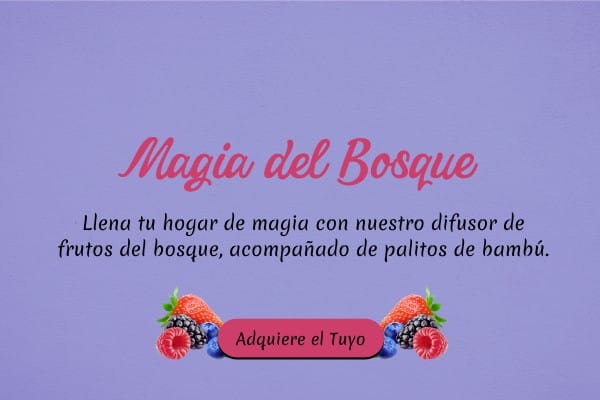 Magia del Bosque
Llena tu hogar de magia con nuestro difusor de
frutos del bosque, acompañado de palitos de bambú.
Adquiere el Tuyo